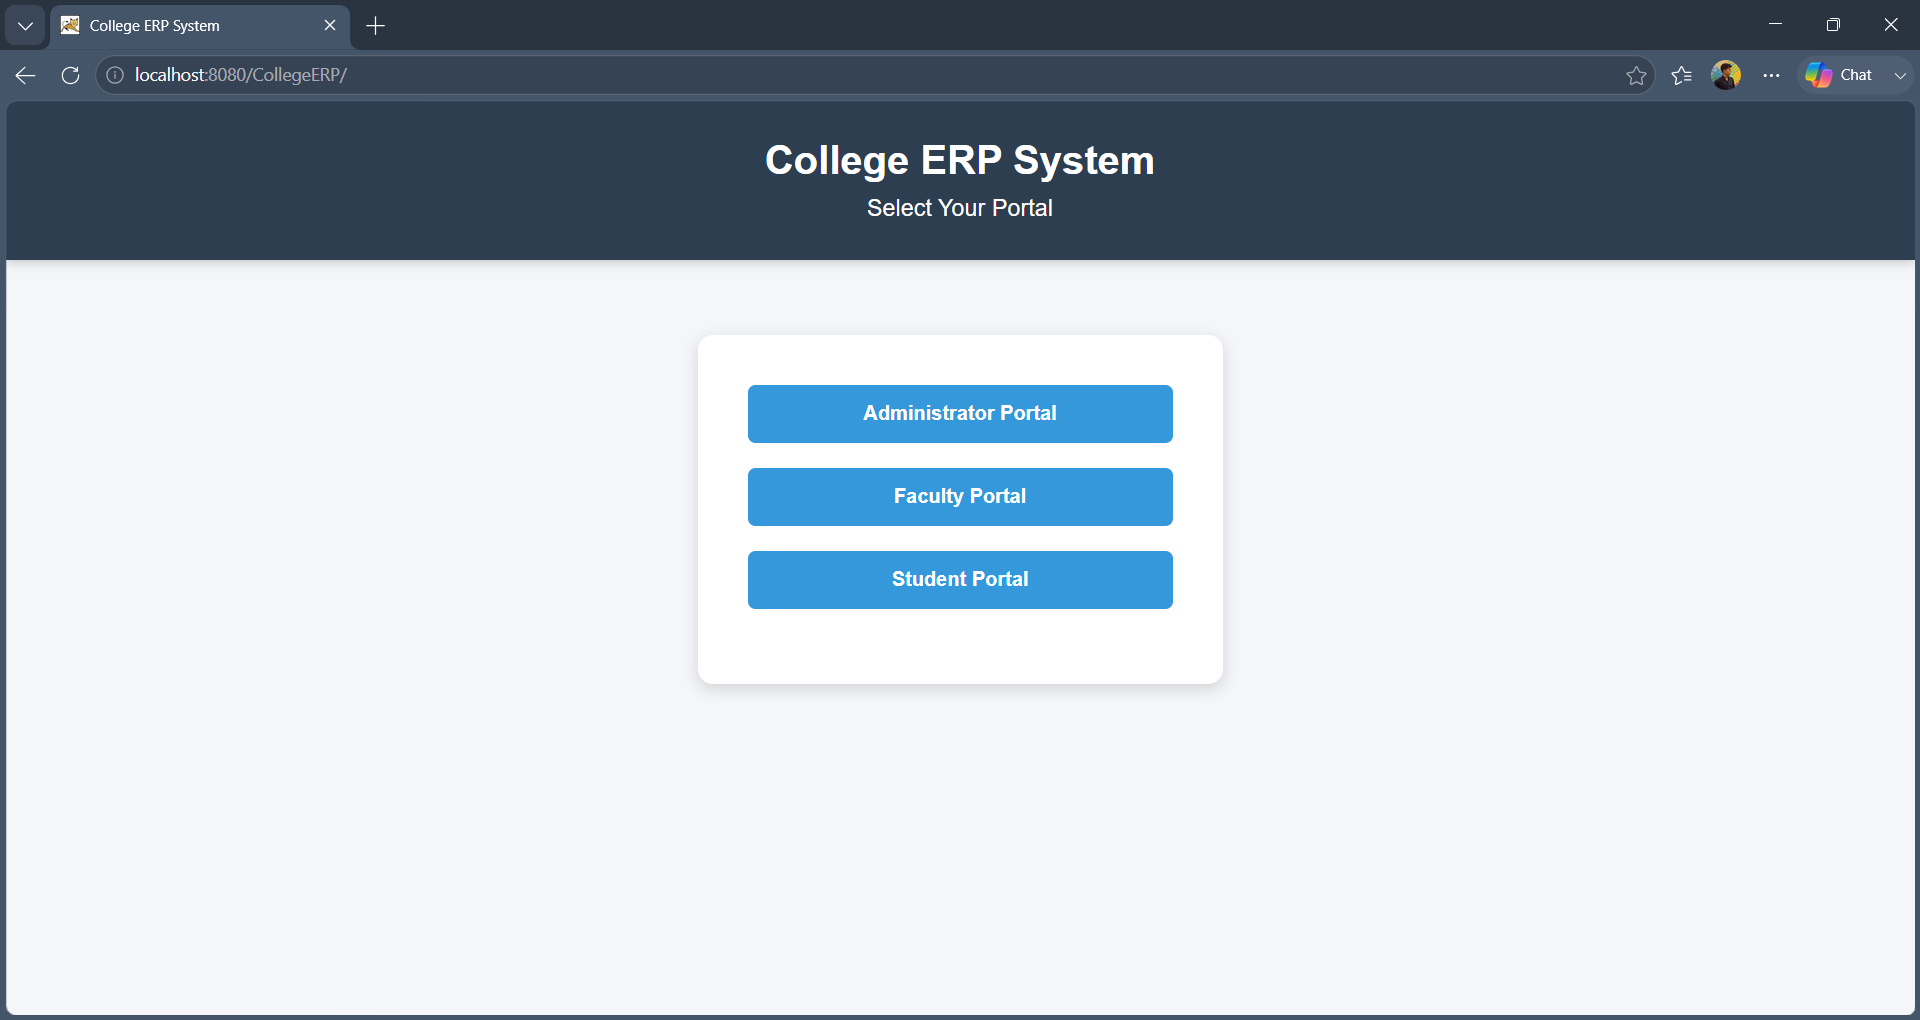 College ERP System
localhost:8080/CollegeERP/
Chat
College ERP System
Select Your Portal
Administrator Portal
Faculty Portal
Student Portal